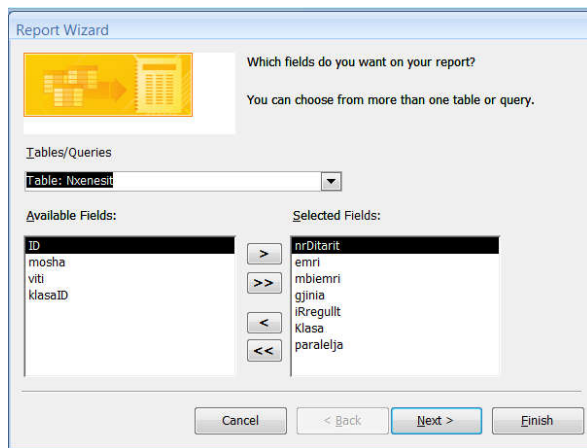 Report Wizard
Which fields do you want on your report?
You can choose from more than one table or query.
Tables/Queries
Table: Nxenesit
Available Fields:
Selected Fields:
ID
mosha
viti
klasaID
>
>>
<
<<
nrDitarit
emri
mbiemri
gjinia
iRregullt
Klasa
paralelja
Cancel
< Back
Next >
Finish